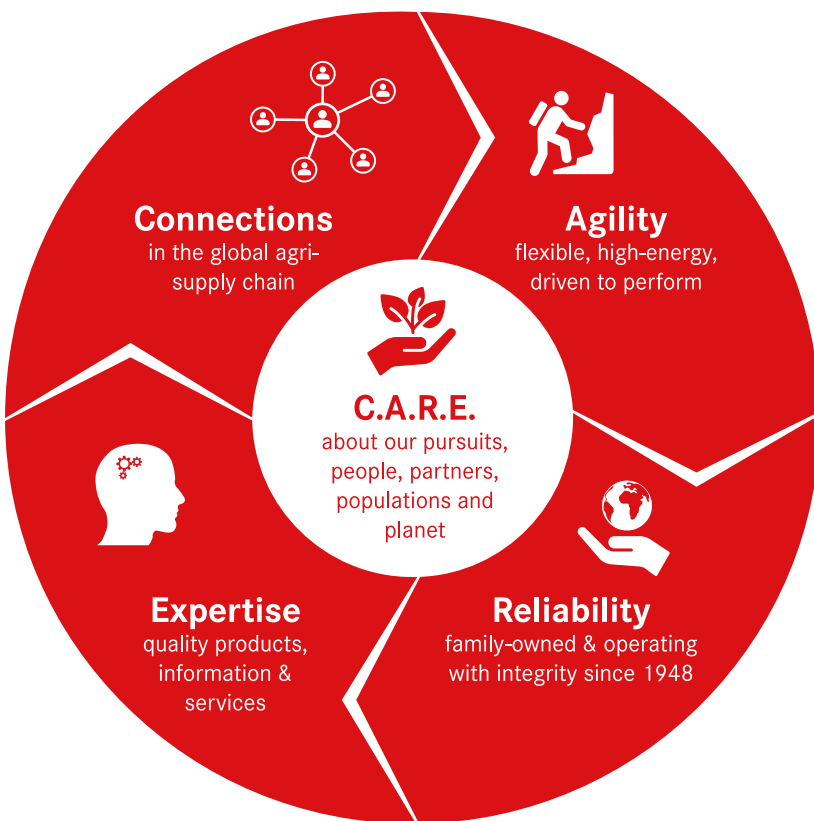 Connections
in the global agri-
supply chain
Agility
flexible, high-energy,
driven to perform
C.A.R.E.
about our pursuits,
people, partners,
populations and
planet
Expertise
quality products,
information &
services
Reliability
family-owned & operating
with integrity since 1948